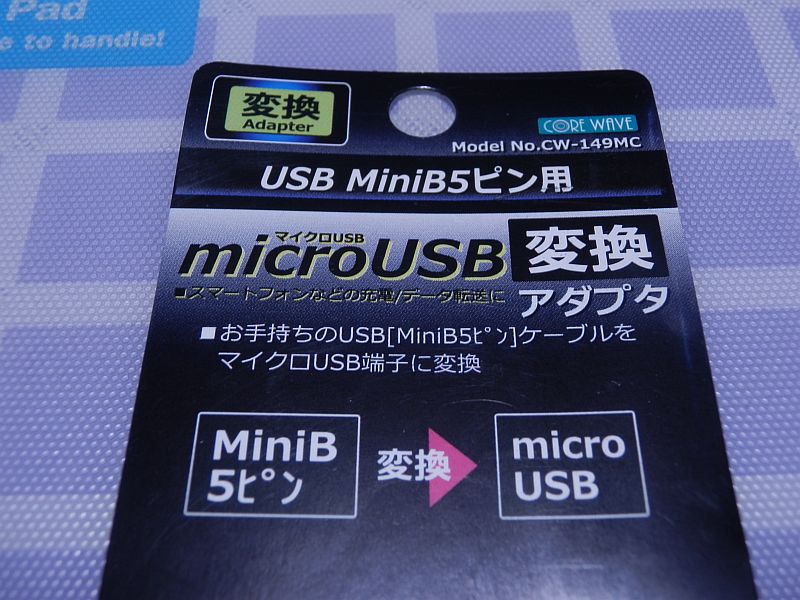 Pad
e to handle!
変換
Adapter
CORE WAVE
Model No.CW-149MC
USB MiniB5ピン用
マイクロUSB
microUSB 変換
■スマートフォンなどの充電/データ転送に
アダプタ
■お手持ちのUSB[MiniB5ﾋﾟﾝ]ケーブルを
マイクロUSB端子に変換
MiniB
5ﾋﾟﾝ
変換
micro
USB